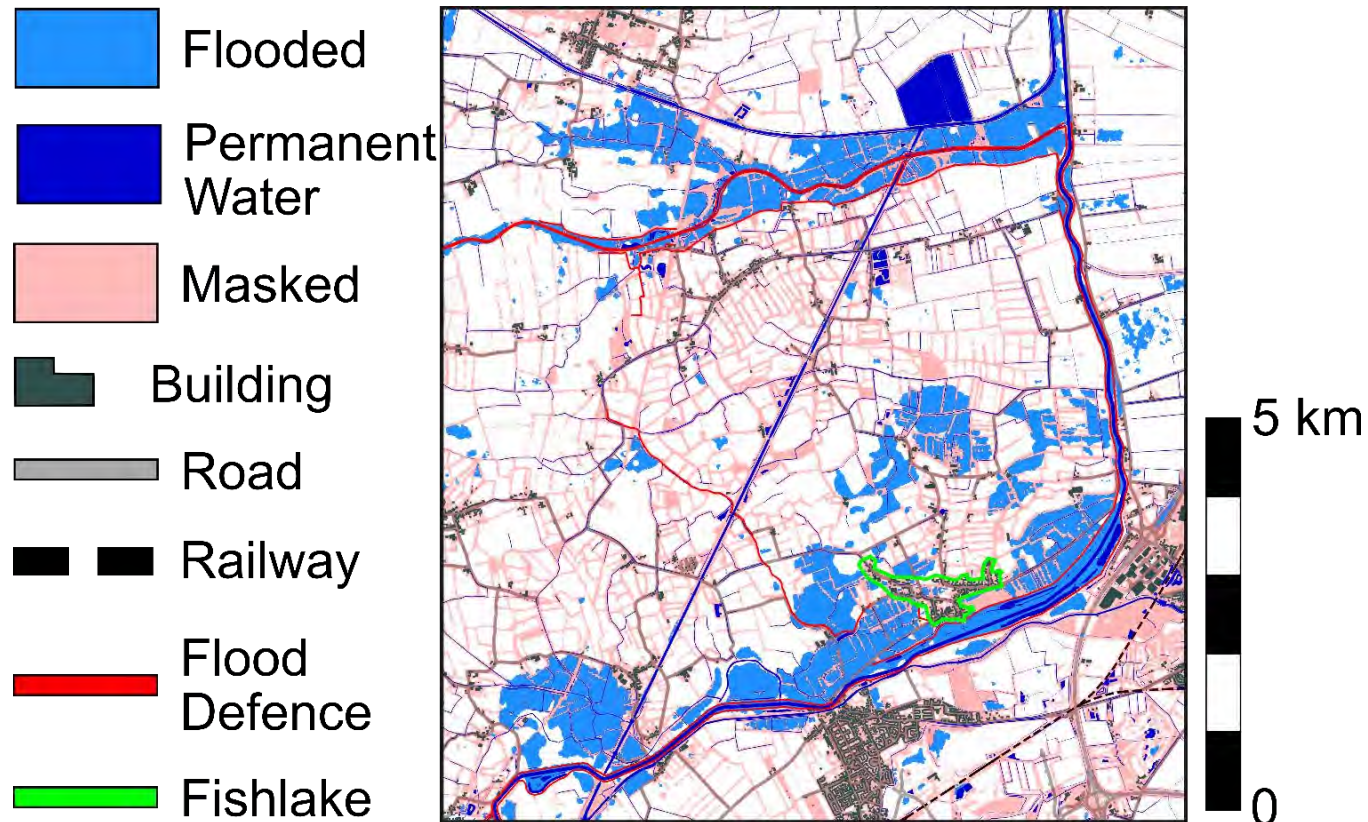 Flooded
Permanent
Water
Masked
Building
Road
Railway
Flood
Defence
Fishlake
5 km
0